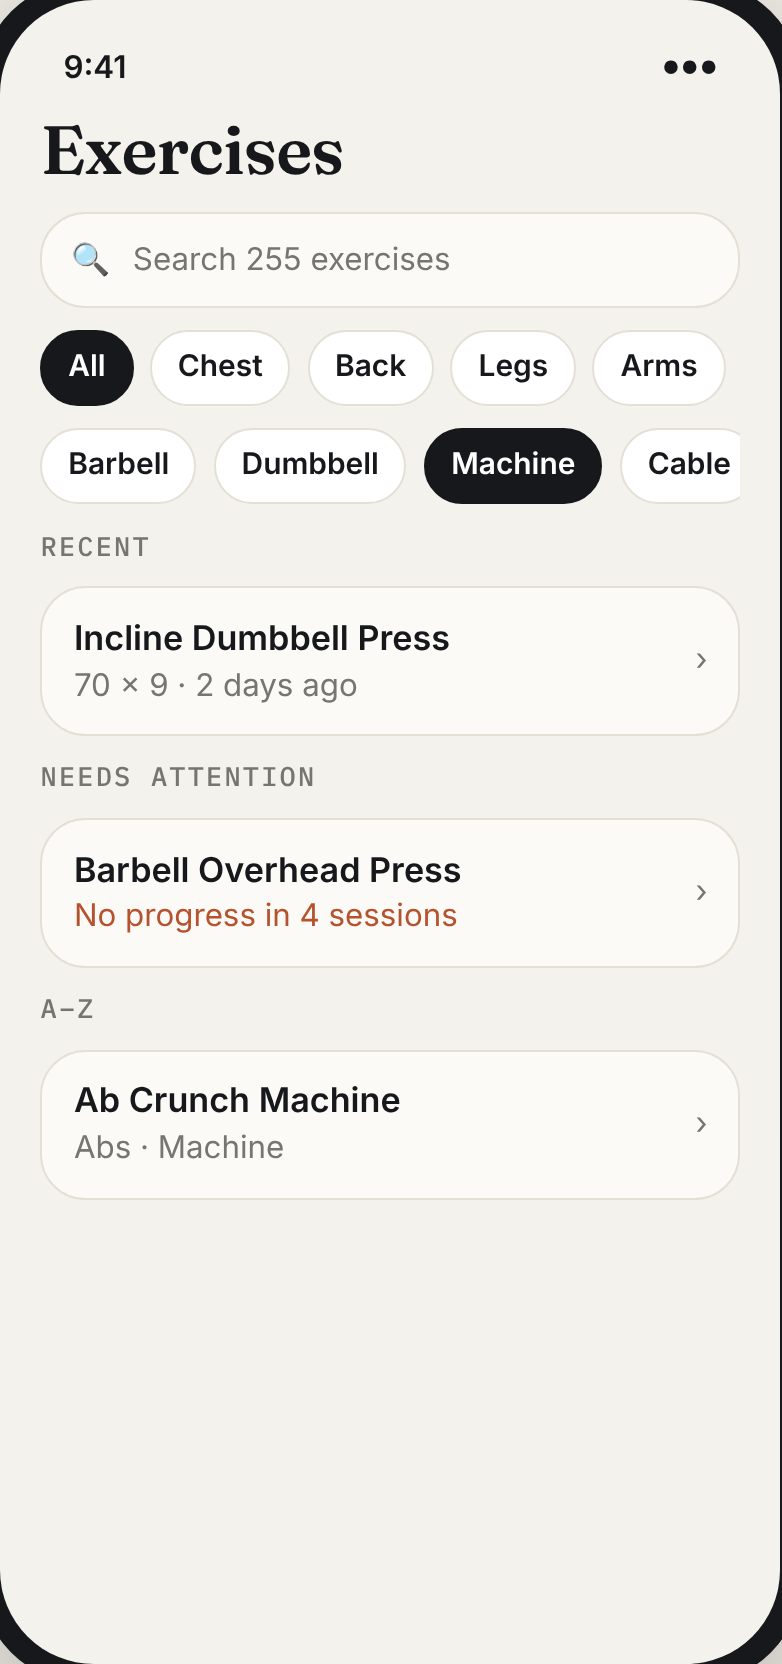 9:41
Exercises
Search 255 exercises
All Chest Back Legs Arms
Barbell Dumbbell Machine Cable
RECENT
Incline Dumbbell Press
70 × 9 · 2 days ago
›
NEEDS ATTENTION
Barbell Overhead Press
No progress in 4 sessions
›
A–Z
Ab Crunch Machine
Abs · Machine
›